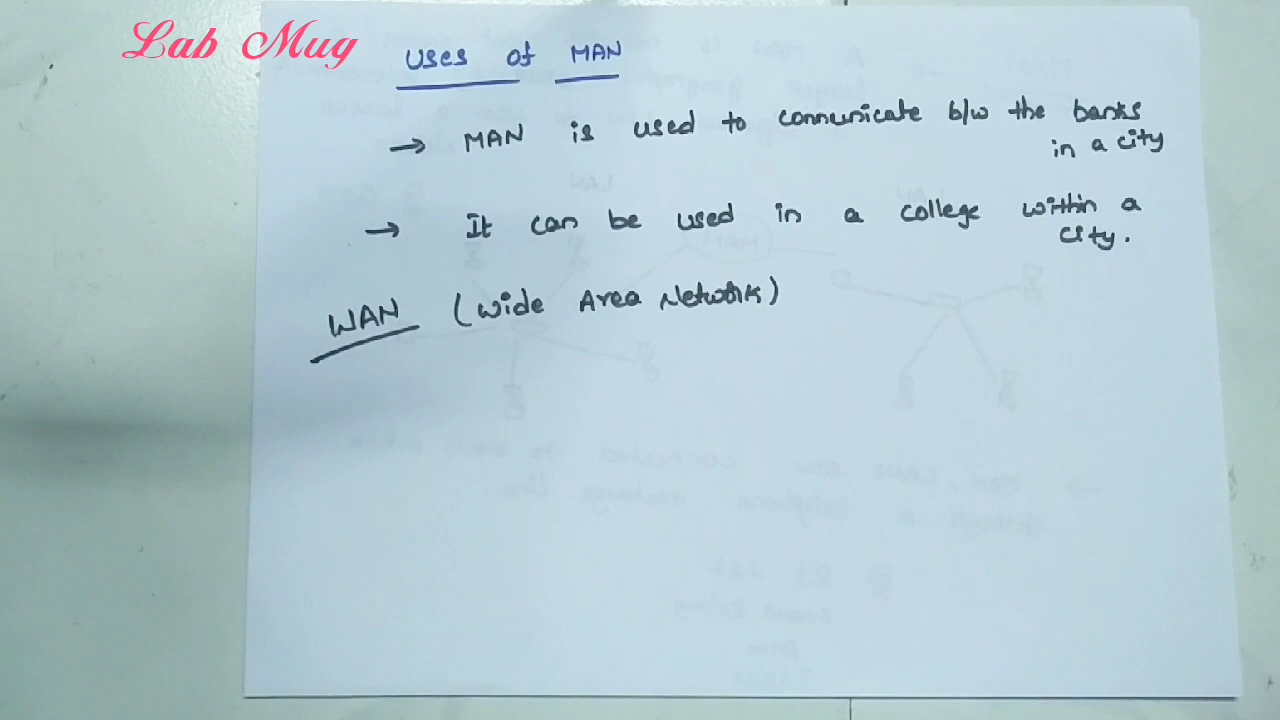 Lab Mug
Uses of MAN
→ MAN is used to communicate b/w the banks
in a city
→ It can be used in a college within a
city.
WAN (Wide Area Network)